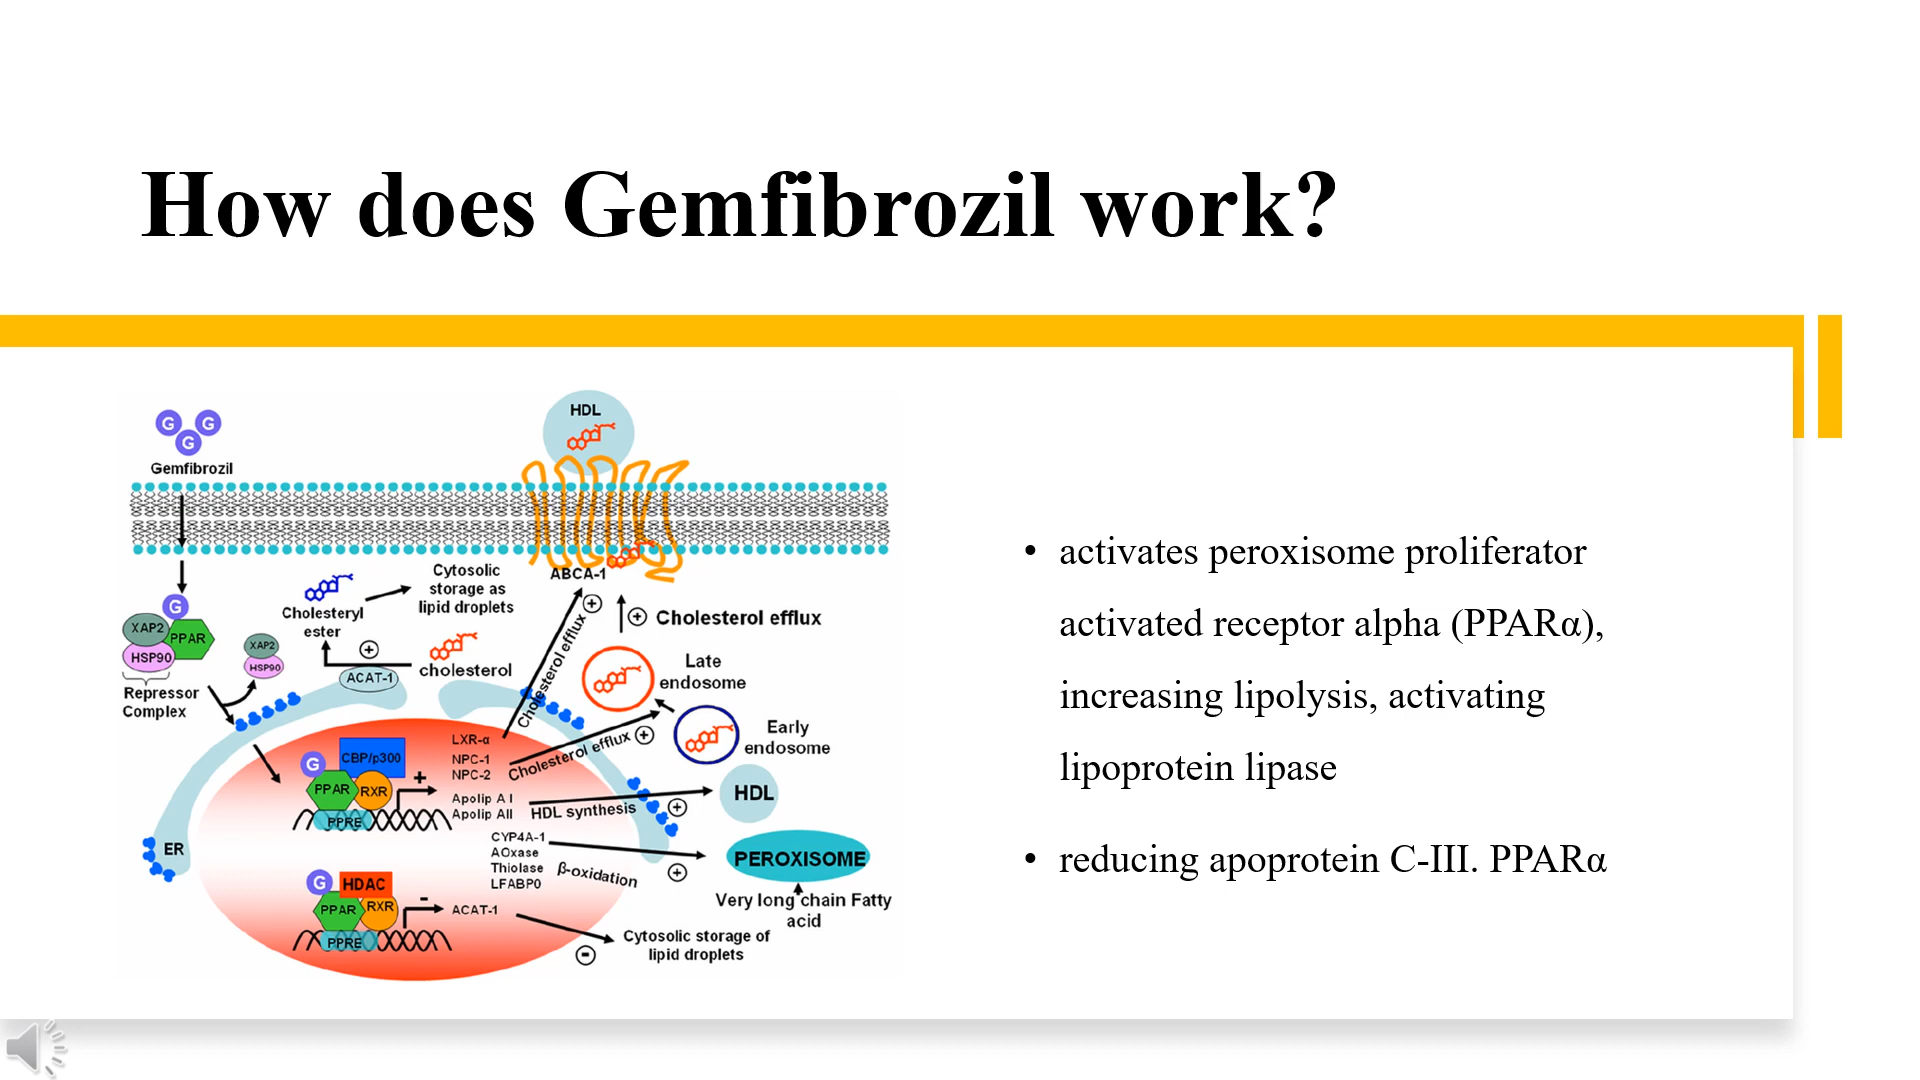 How does Gemfibrozil work?
G G
G
Gemfibrozil
HDL
ABCA-1
Cytosolic
storage as
lipid droplets
Cholesteryl
ester
+
cholesterol
ACAT-1
G
XAP2
PPAR
HSP90
XAP2
HSP90
Repressor
Complex
Cholesterol efflux
+
+ Cholesterol efflux
Late
endosome
Early
endosome
Cholesterol efflux +
ER
G
CBP/p300
PPAR
RXR
PPRE
+
LXR-α
NPC-1
NPC-2
Apolip A I
Apolip AII
HDL synthesis +
HDL
CYP4A-1
AOxase
Thiolase
LFABP0
β-oxidation
+
PEROXISOME
Very long chain Fatty
acid
G
HDAC
PPAR
RXR
PPRE
-
ACAT-1
-
Cytosolic storage of
lipid droplets
• activates peroxisome proliferator
activated receptor alpha (PPARα),
increasing lipolysis, activating
lipoprotein lipase
• reducing apoprotein C-III. PPARα